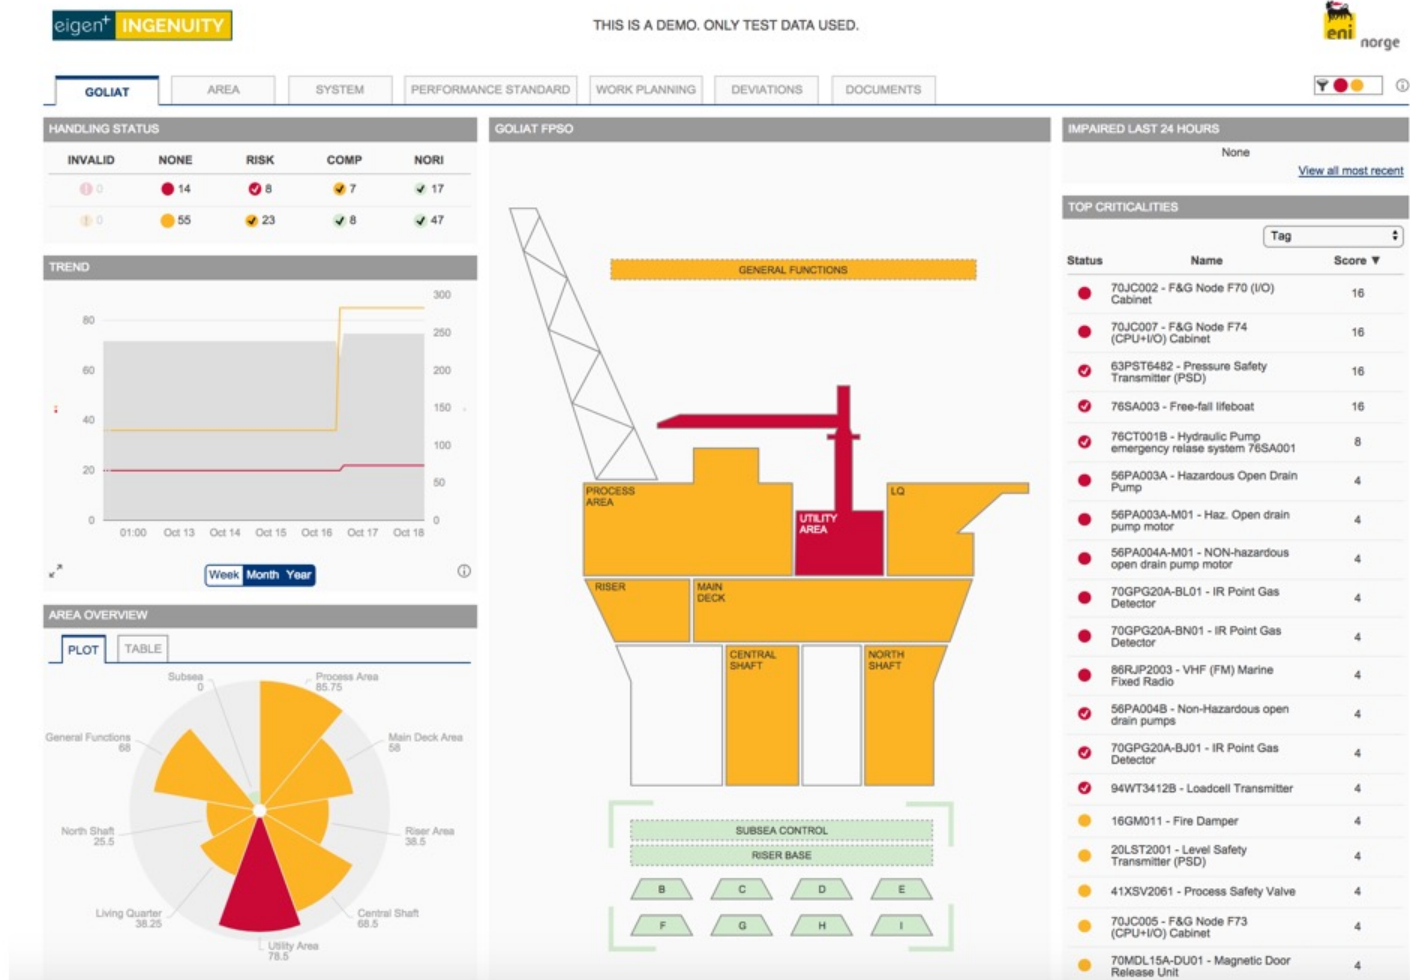 eigen+ INGENUITY
THIS IS A DEMO. ONLY TEST DATA USED.
eni
norge
GOLIAT
AREA
SYSTEM
PERFORMANCE STANDARD
WORK PLANNING
DEVIATIONS
DOCUMENTS
HANDLING STATUS
INVALID NONE RISK COMP NORI
0 14 8 7 17
0 55 23 8 47
TREND
300
80
250
60
200
150
40
100
20
50
0
0
01:00 Oct 13 Oct 14 Oct 15 Oct 16 Oct 17 Oct 18
Week Month Year
AREA OVERVIEW
PLOT
TABLE
Subsea
0
Process Area
85.75
General Functions
68
Main Deck Area
58
North Shaft
25.5
Riser Area
38.5
Living Quarter
38.25
Central Shaft
68.5
Utility Area
78.5
GOLIAT FPSO
GENERAL FUNCTIONS
PROCESS
AREA
LQ
UTILITY
AREA
RISER
MAIN
DECK
CENTRAL
SHAFT
NORTH
SHAFT
SUBSEA CONTROL
RISER BASE
B C D E
F G H I
IMPAIRED LAST 24 HOURS
None
View all most recent
TOP CRITICALITIES
Tag
Status Name Score ▼
70JC002 - F&G Node F70 (I/O)
Cabinet
16
70JC007 - F&G Node F74
(CPU+I/O) Cabinet
16
63PST6482 - Pressure Safety
Transmitter (PSD)
16
76SA003 - Free-fall lifeboat
16
76CT001B - Hydraulic Pump
emergency relase system 76SA001
8
56PA003A - Hazardous Open Drain
Pump
4
56PA003A-M01 - Haz. Open drain
pump motor
4
56PA004A-M01 - NON-hazardous
open drain pump motor
4
70GPG20A-BL01 - IR Point Gas
Detector
4
70GPG20A-BN01 - IR Point Gas
Detector
4
86RJP2003 - VHF (FM) Marine
Fixed Radio
4
56PA004B - Non-Hazardous open
drain pumps
4
70GPG20A-BJ01 - IR Point Gas
Detector
4
94WT3412B - Loadcell Transmitter
4
16GM011 - Fire Damper
4
20LST2001 - Level Safety
Transmitter (PSD)
4
41XSV2061 - Process Safety Valve
4
70JC005 - F&G Node F73
(CPU+I/O) Cabinet
4
70MDL15A-DU01 - Magnetic Door
Release Unit
4